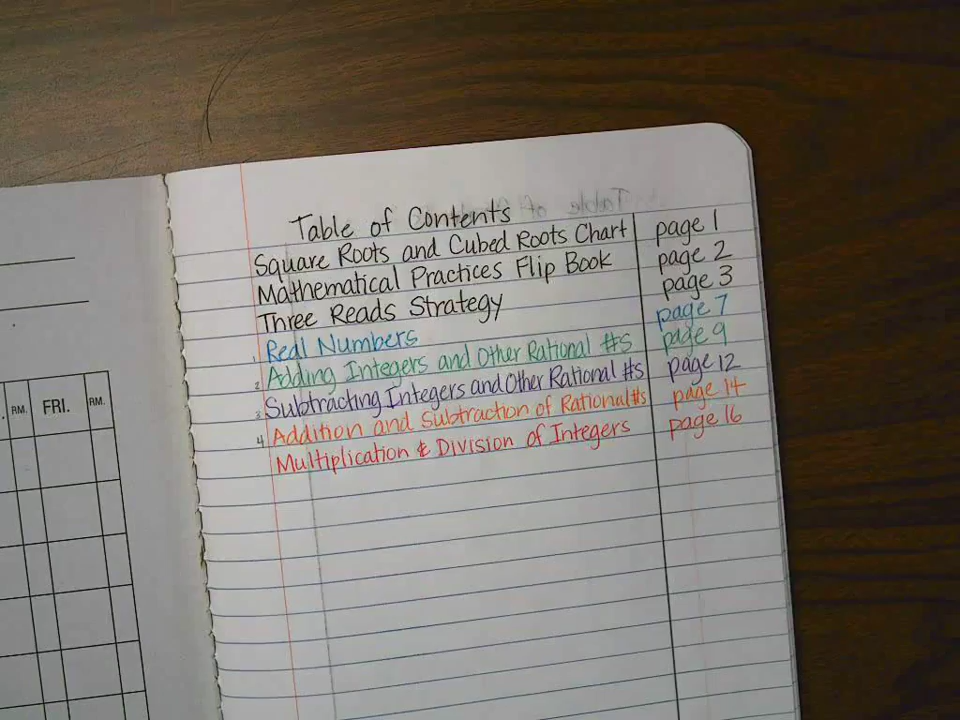 Table of Contents
Square Roots and Cubed Roots Chart page 1
Mathematical Practices Flip Book page 2
Three Reads Strategy page 3
1. Real Numbers page 7
2. Adding Integers and Other Rational #s page 9
3. Subtracting Integers and Other Rational #s page 12
4. Addition and Subtraction of Rational #s page 14
Multiplication & Division of Integers page 16
RM. FRI. RM.